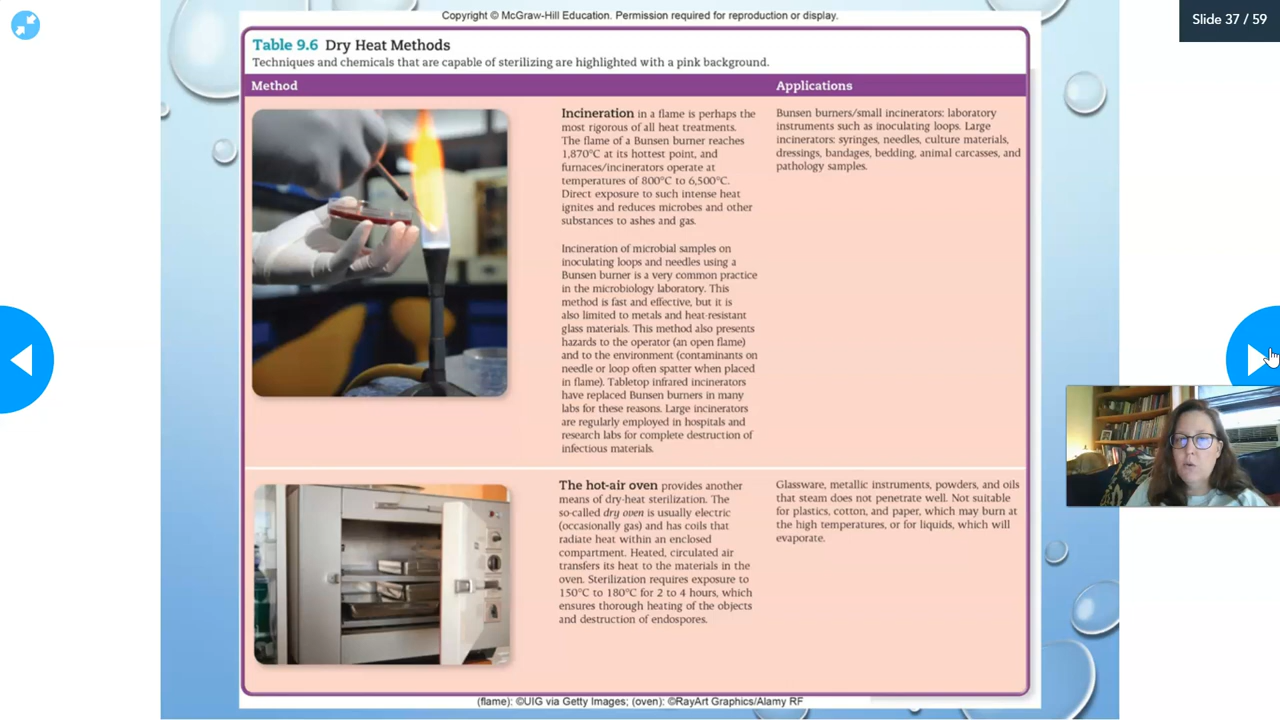 Copyright © McGraw-Hill Education. Permission required for reproduction or display.
Slide 37 / 59
Table 9.6 Dry Heat Methods
Techniques and chemicals that are capable of sterilizing are highlighted with a pink background.
Method
Applications
Incineration in a flame is perhaps the
most rigorous of all heat treatments.
The flame of a Bunsen burner reaches
1,870°C at its hottest point, and
furnaces/incinerators operate at
temperatures of 800°C to 6,500°C.
Direct exposure to such intense heat
ignites and reduces microbes and other
substances to ashes and gas.
Incineration of microbial samples on
inoculating loops and needles using a
Bunsen burner is a very common practice
in the microbiology laboratory. This
method is fast and effective, but it is
also limited to metals and heat-resistant
glass materials. This method also presents
hazards to the operator (an open flame)
and to the environment (contaminants on
needle or loop often spatter when placed
in flame). Tabletop infrared incinerators
have replaced Bunsen burners in many
labs for these reasons. Large incinerators
are regularly employed in hospitals and
research labs for complete destruction of
infectious materials.
Bunsen burners/small incinerators: laboratory
instruments such as inoculating loops. Large
incinerators: syringes, needles, culture materials,
dressings, bandages, bedding, animal carcasses, and
pathology samples.
The hot-air oven provides another
means of dry-heat sterilization. The
so-called dry oven is usually electric
(occasionally gas) and has coils that
radiate heat within an enclosed
compartment. Heated, circulated air
transfers its heat to the materials in the
oven. Sterilization requires exposure to
150°C to 180°C for 2 to 4 hours, which
ensures thorough heating of the objects
and destruction of endospores.
Glassware, metallic instruments, powders, and oils
that steam does not penetrate well. Not suitable
for plastics, cotton, and paper, which may burn at
the high temperatures, or for liquids, which will
evaporate.
(flame): ©UIG via Getty Images; (oven): ©RayArt Graphics/Alamy RF